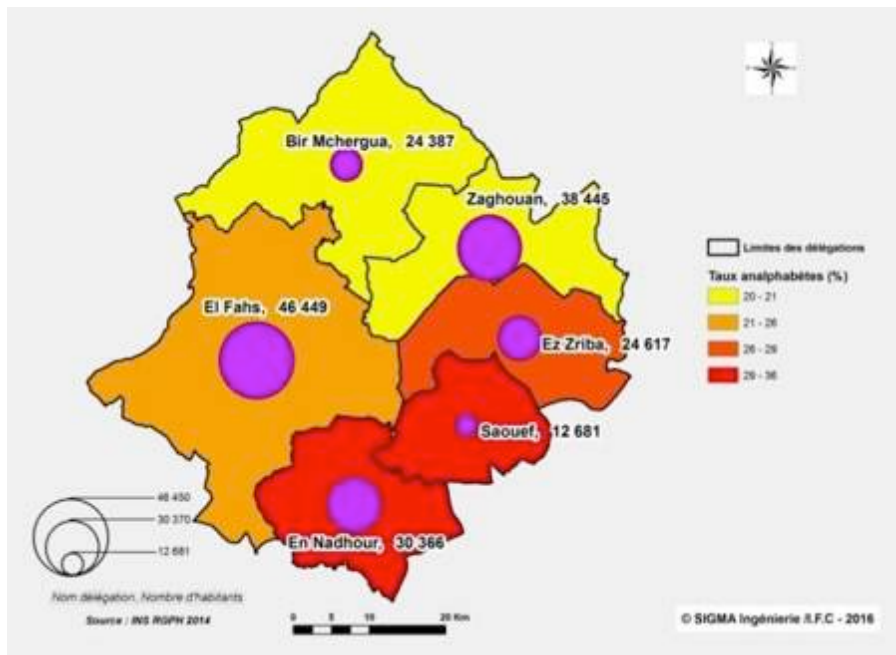 Bir Mchergua, 24 387
Zaghouan, 38 445
El Fahs, 46 449
Ez Zriba, 24 617
Saouef, 12 681
En Nadhour, 30 366
Limites des délégations
Taux analphabètes (%)
20 - 21
21 - 26
26 - 29
29 - 36
46 450
30 370
12 681
Nom délégation, Nombre d'habitants
Source : INS RGPH 2014
0 5 10 20 Km
© SIGMA Ingénierie /I.F.C - 2016